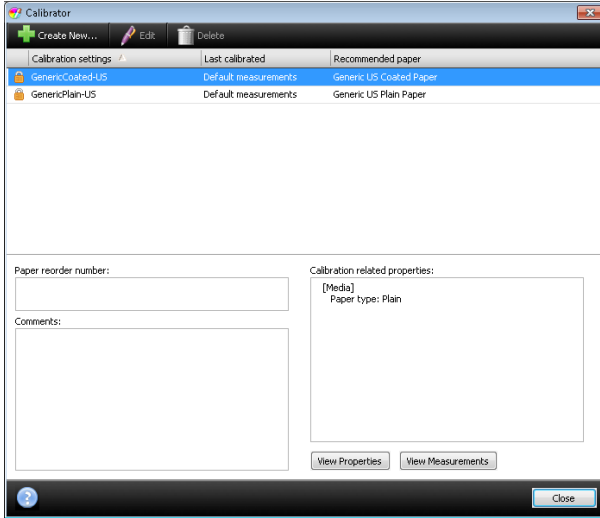 Calibrator
Create New... Edit Delete
Calibration settings Last calibrated Recommended paper
GenericCoated-US Default measurements Generic US Coated Paper
GenericPlain-US Default measurements Generic US Plain Paper
Paper reorder number: Calibration related properties:
[Media]
Paper type: Plain
Comments:
View Properties View Measurements
? Close